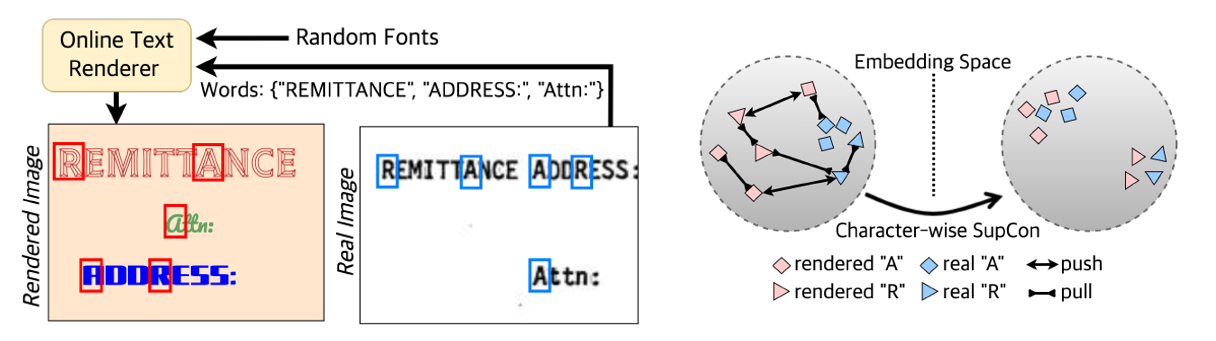 Online Text
Renderer
Random Fonts
Words: {"REMITTANCE", "ADDRESS:", "Attn:"}
Rendered Image
REMITTANCE
Attn:
ADDRESS:
Real Image
REMITTANCE ADDRESS:
Attn:
Embedding Space
Character-wise SupCon
rendered "A" real "A" push
rendered "R" real "R" pull